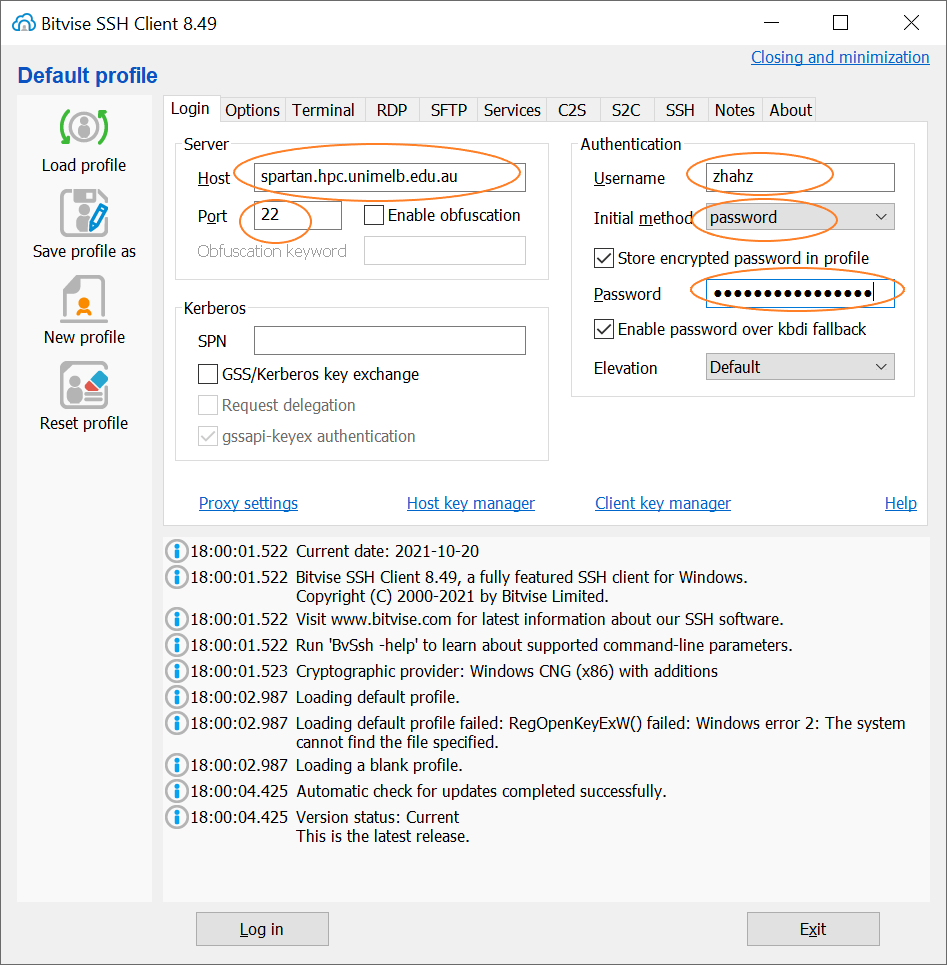 Bitvise SSH Client 8.49
Closing and minimization
Default profile
Load profile
Save profile as
New profile
Reset profile
Login Options Terminal RDP SFTP Services C2S S2C SSH Notes About
Server
Host spartan.hpc.unimelb.edu.au
Port 22 Enable obfuscation
Obfuscation keyword
Kerberos
SPN
GSS/Kerberos key exchange
Request delegation
gssapi-keyex authentication
Authentication
Username zhahz
Initial method password
Store encrypted password in profile
Password ●●●●●●●●●●●●●●●●
Enable password over kbdi fallback
Elevation Default
Proxy settings Host key manager Client key manager Help
18:00:01.522 Current date: 2021-10-20
18:00:01.522 Bitvise SSH Client 8.49, a fully featured SSH client for Windows.
Copyright (C) 2000-2021 by Bitvise Limited.
18:00:01.522 Visit www.bitvise.com for latest information about our SSH software.
18:00:01.522 Run 'BvSsh -help' to learn about supported command-line parameters.
18:00:01.523 Cryptographic provider: Windows CNG (x86) with additions
18:00:02.987 Loading default profile.
18:00:02.987 Loading default profile failed: RegOpenKeyExW() failed: Windows error 2: The system
cannot find the file specified.
18:00:02.987 Loading a blank profile.
18:00:04.425 Automatic check for updates completed successfully.
18:00:04.425 Version status: Current
This is the latest release.
Log in Exit